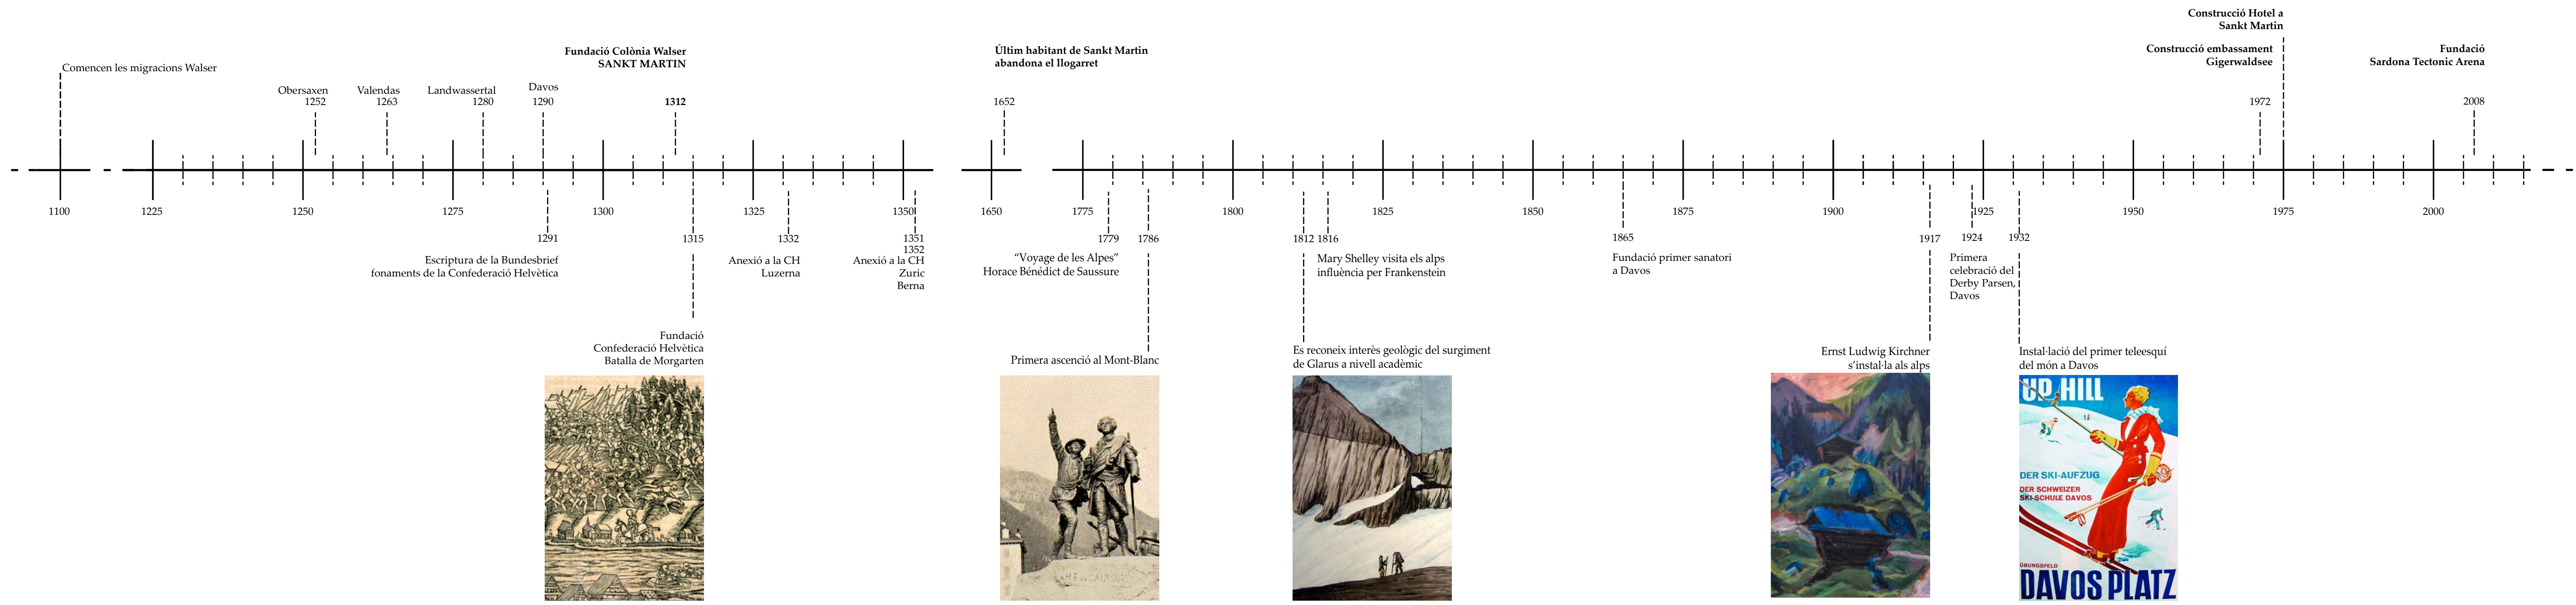 Construcció Hotel a
Sankt Martin
Comencen les migracions Walser
Obersaxen
1252
Valendas
1263
Landwassertal
1280
Davos
1290
Fundació Colònia Walser
SANKT MARTIN
1312
Últim habitant de Sankt Martin
abandona el llogarret
1652
Construcció embassament
Gigerwaldsee
1972
Fundació
Sardona Tectonic Arena
2008
1100
1225
1250
1275
1300
1325
1350
1650
1775
1800
1825
1850
1875
1900
1925
1950
1975
2000
1291
Escriptura de la Bundesbrief
fonaments de la Confederació Helvètica
1315
Fundació
Confederació Helvètica
Batalla de Morgarten
1332
Anexió a la CH
Luzerna
1351
1352
Anexió a la CH
Zuric
Berna
1779
“Voyage de les Alpes”
Horace Bénédict de Saussure
1786
Primera ascenció al Mont-Blanc
1812
Es reconeix interès geològic del surgiment
de Glarus a nivell acadèmic
1816
Mary Shelley visita els alps
influència per Frankenstein
1865
Fundació primer sanatori
a Davos
1917
Ernst Ludwig Kirchner
s’instal·la als alps
1924
Primera
celebració del
Derby Parsen,
Davos
1932
Instal·lació del primer teleesquí
del món a Davos
UP HILL
DER SKI-AUFZUG
DER SCHWEIZER
SKI-SCHULE DAVOS
ÜBUNGSFELD
DAVOS PLATZ